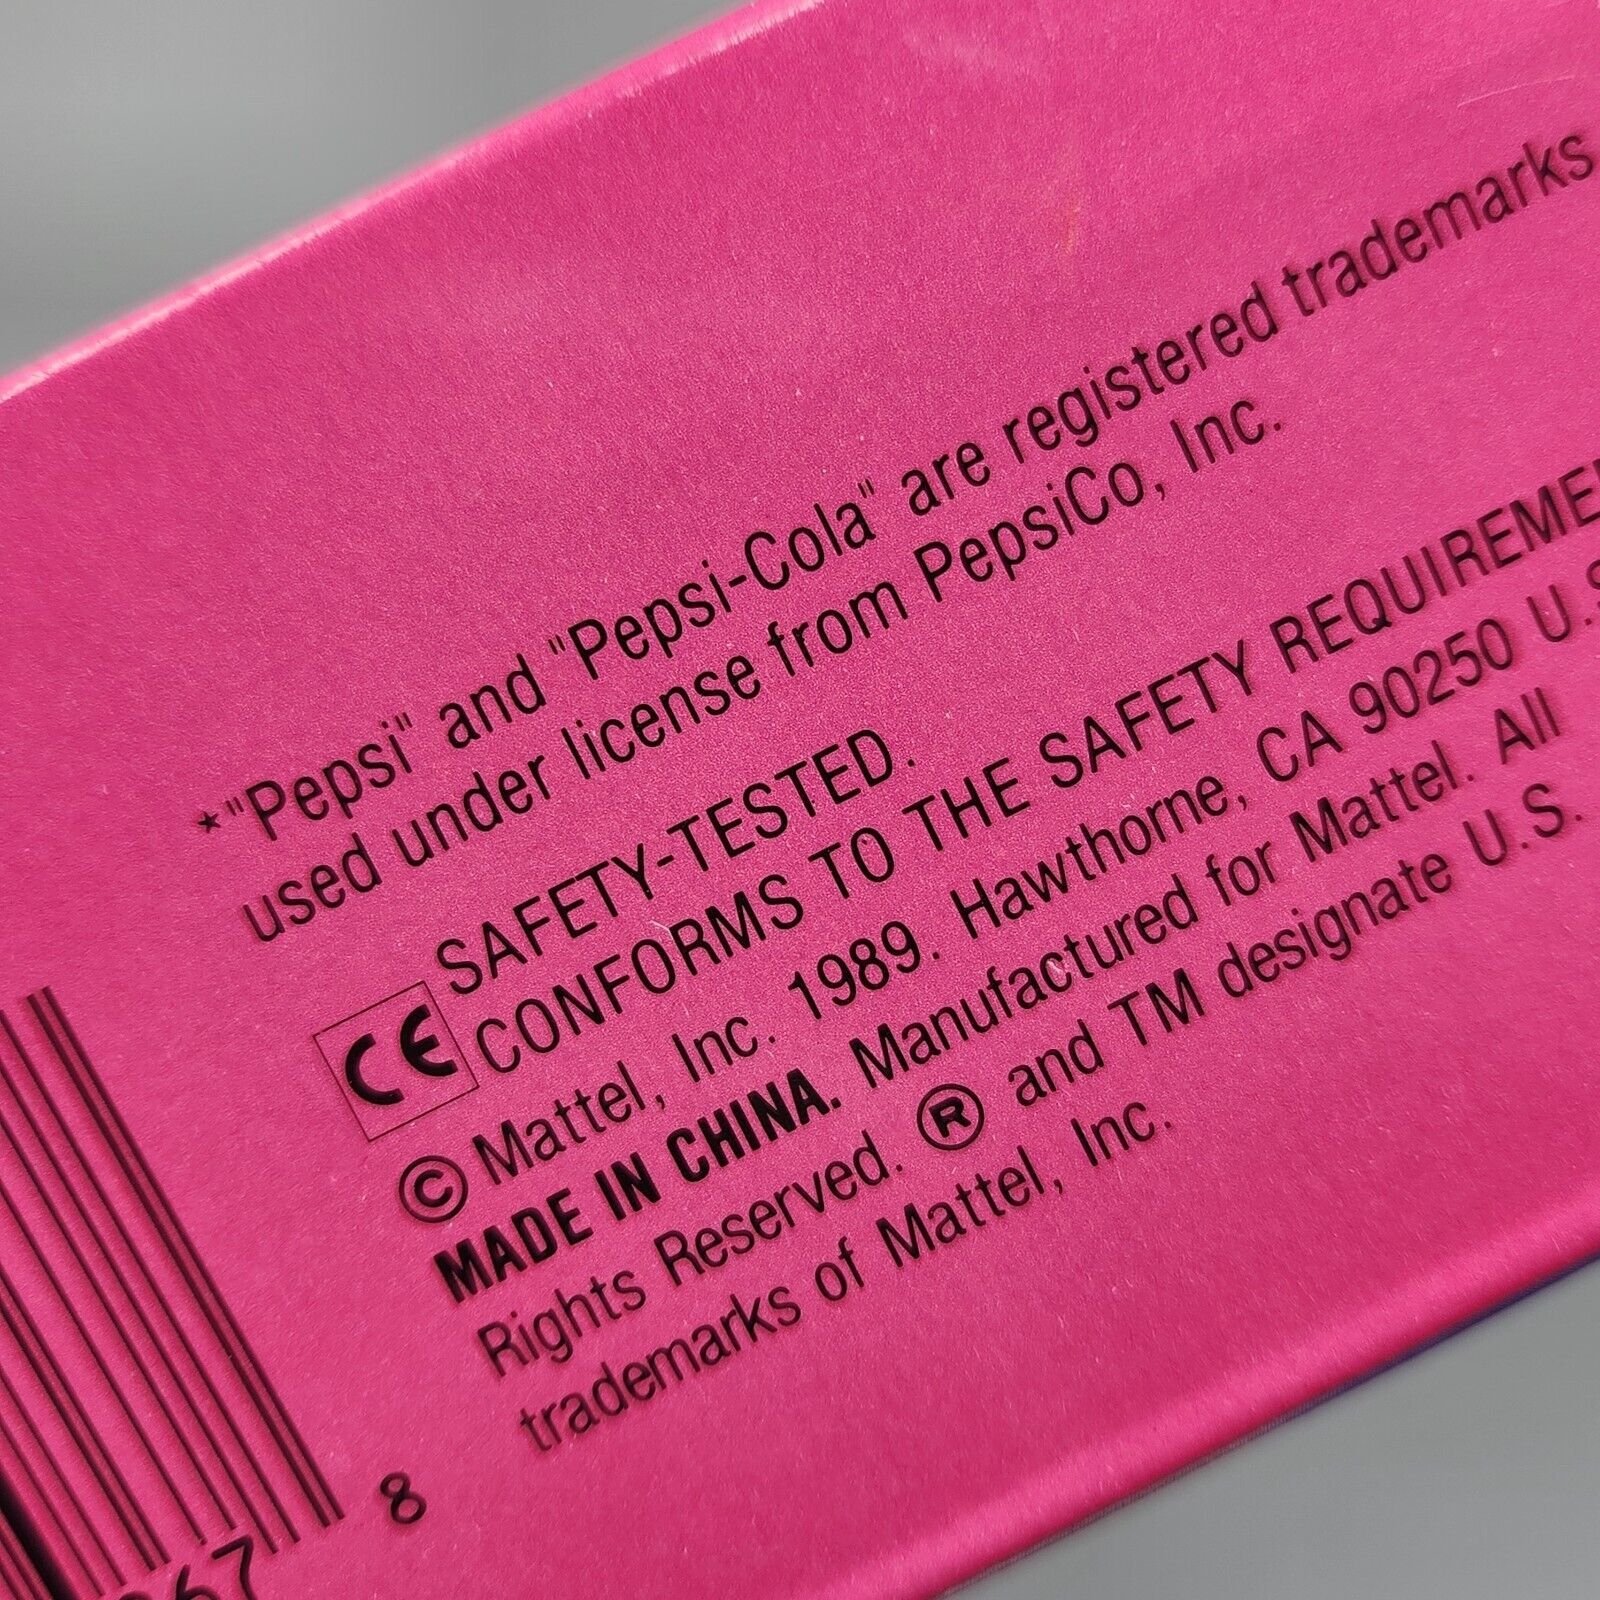 *"Pepsi" and "Pepsi-Cola" are registered trademarks
used under license from PepsiCo, Inc.
SAFETY-TESTED.
CE CONFORMS TO THE SAFETY
© Mattel, Inc. 1989. Hawthorne, CA 90250
MADE IN CHINA. Manufactured for Mattel. All
Rights Reserved. ® and TM designate U.S.
trademarks of Mattel, Inc.
67 8